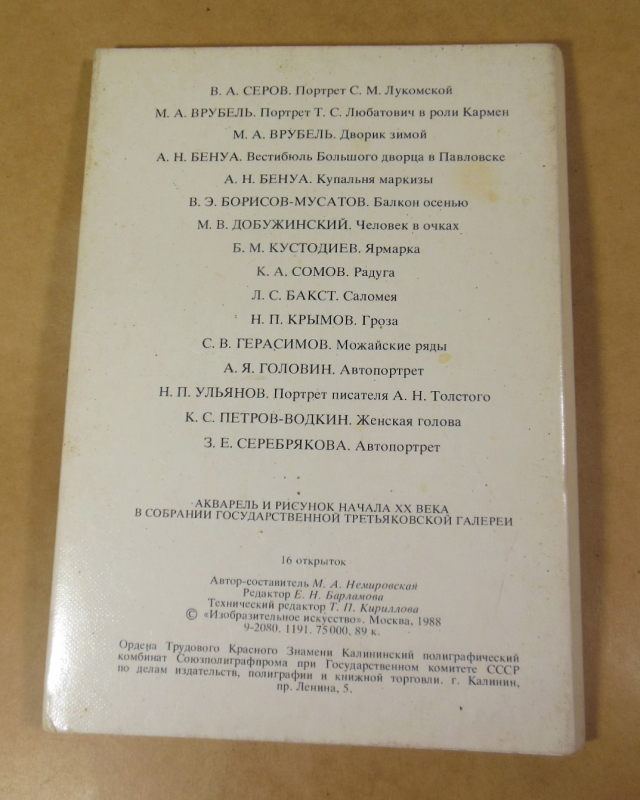 В. А. СЕРОВ. Портрет С. М. Лукомской
М. А. ВРУБЕЛЬ. Портрет Т. С. Любатович в роли Кармен
М. А. ВРУБЕЛЬ. Дворик зимой
А. Н. БЕНУА. Вестибюль Большого дворца в Павловске
А. Н. БЕНУА. Купальня маркизы
В. Э. БОРИСОВ-МУСАТОВ. Балкон осенью
М. В. ДОБУЖИНСКИЙ. Человек в очках
Б. М. КУСТОДИЕВ. Ярмарка
К. А. СОМОВ. Радуга
Л. С. БАКСТ. Саломея
Н. П. КРЫМОВ. Гроза
С. В. ГЕРАСИМОВ. Можайские ряды
А. Я. ГОЛОВИН. Автопортрет
Н. П. УЛЬЯНОВ. Портрет писателя А. Н. Толстого
К. С. ПЕТРОВ-ВОДКИН. Женская голова
З. Е. СЕРЕБРЯКОВА. Автопортрет
АКВАРЕЛЬ И РИСУНОК НАЧАЛА XX ВЕКА
В СОБРАНИИ ГОСУДАРСТВЕННОЙ ТРЕТЬЯКОВСКОЙ ГАЛЕРЕИ
16 открыток
Автор-составитель М. А. Немировская
Редактор Е. Н. Варламова
Технический редактор Т. П. Кириллова
© «Изобразительное искусство». Москва, 1988
9-2080. 1191. 75 000, 89 к.
Ордена Трудового Красного Знамени Калининский полиграфический
комбинат Союзполиграфпрома при Государственном комитете СССР
по делам издательств, полиграфии и книжной торговли. г. Калинин,
пр. Ленина, 5.